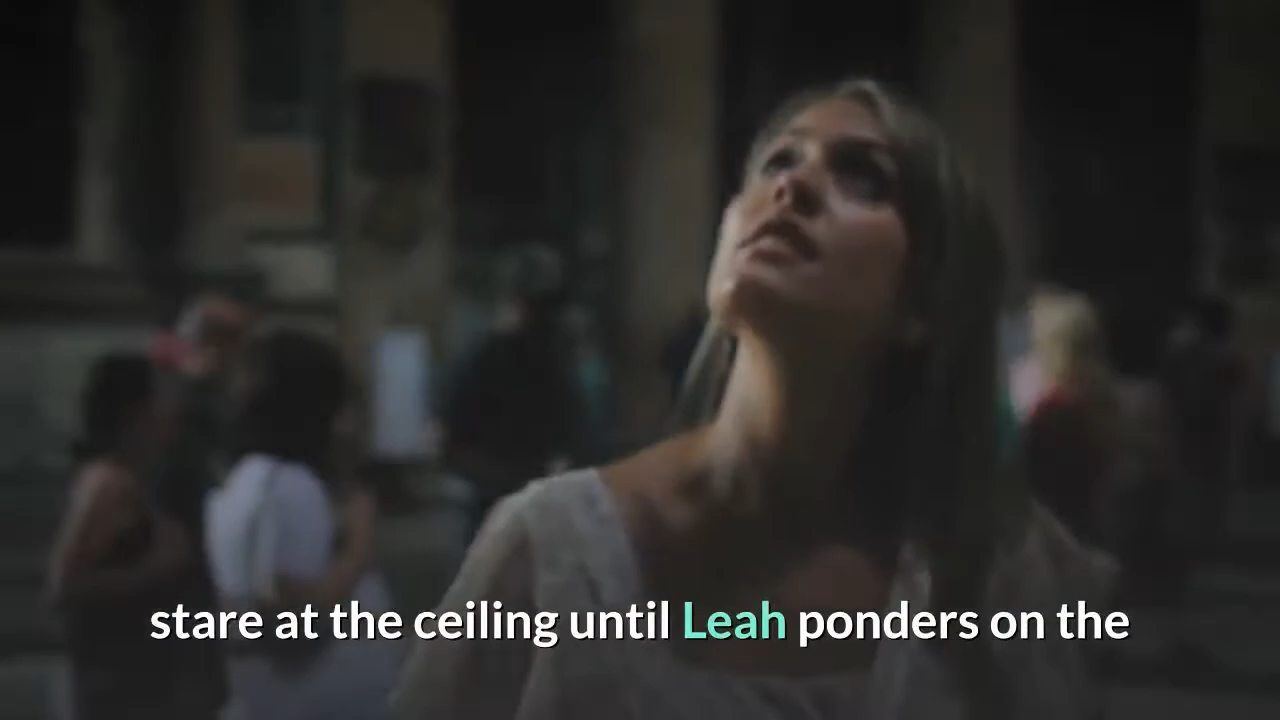 stare at the ceiling until Leah ponders on the